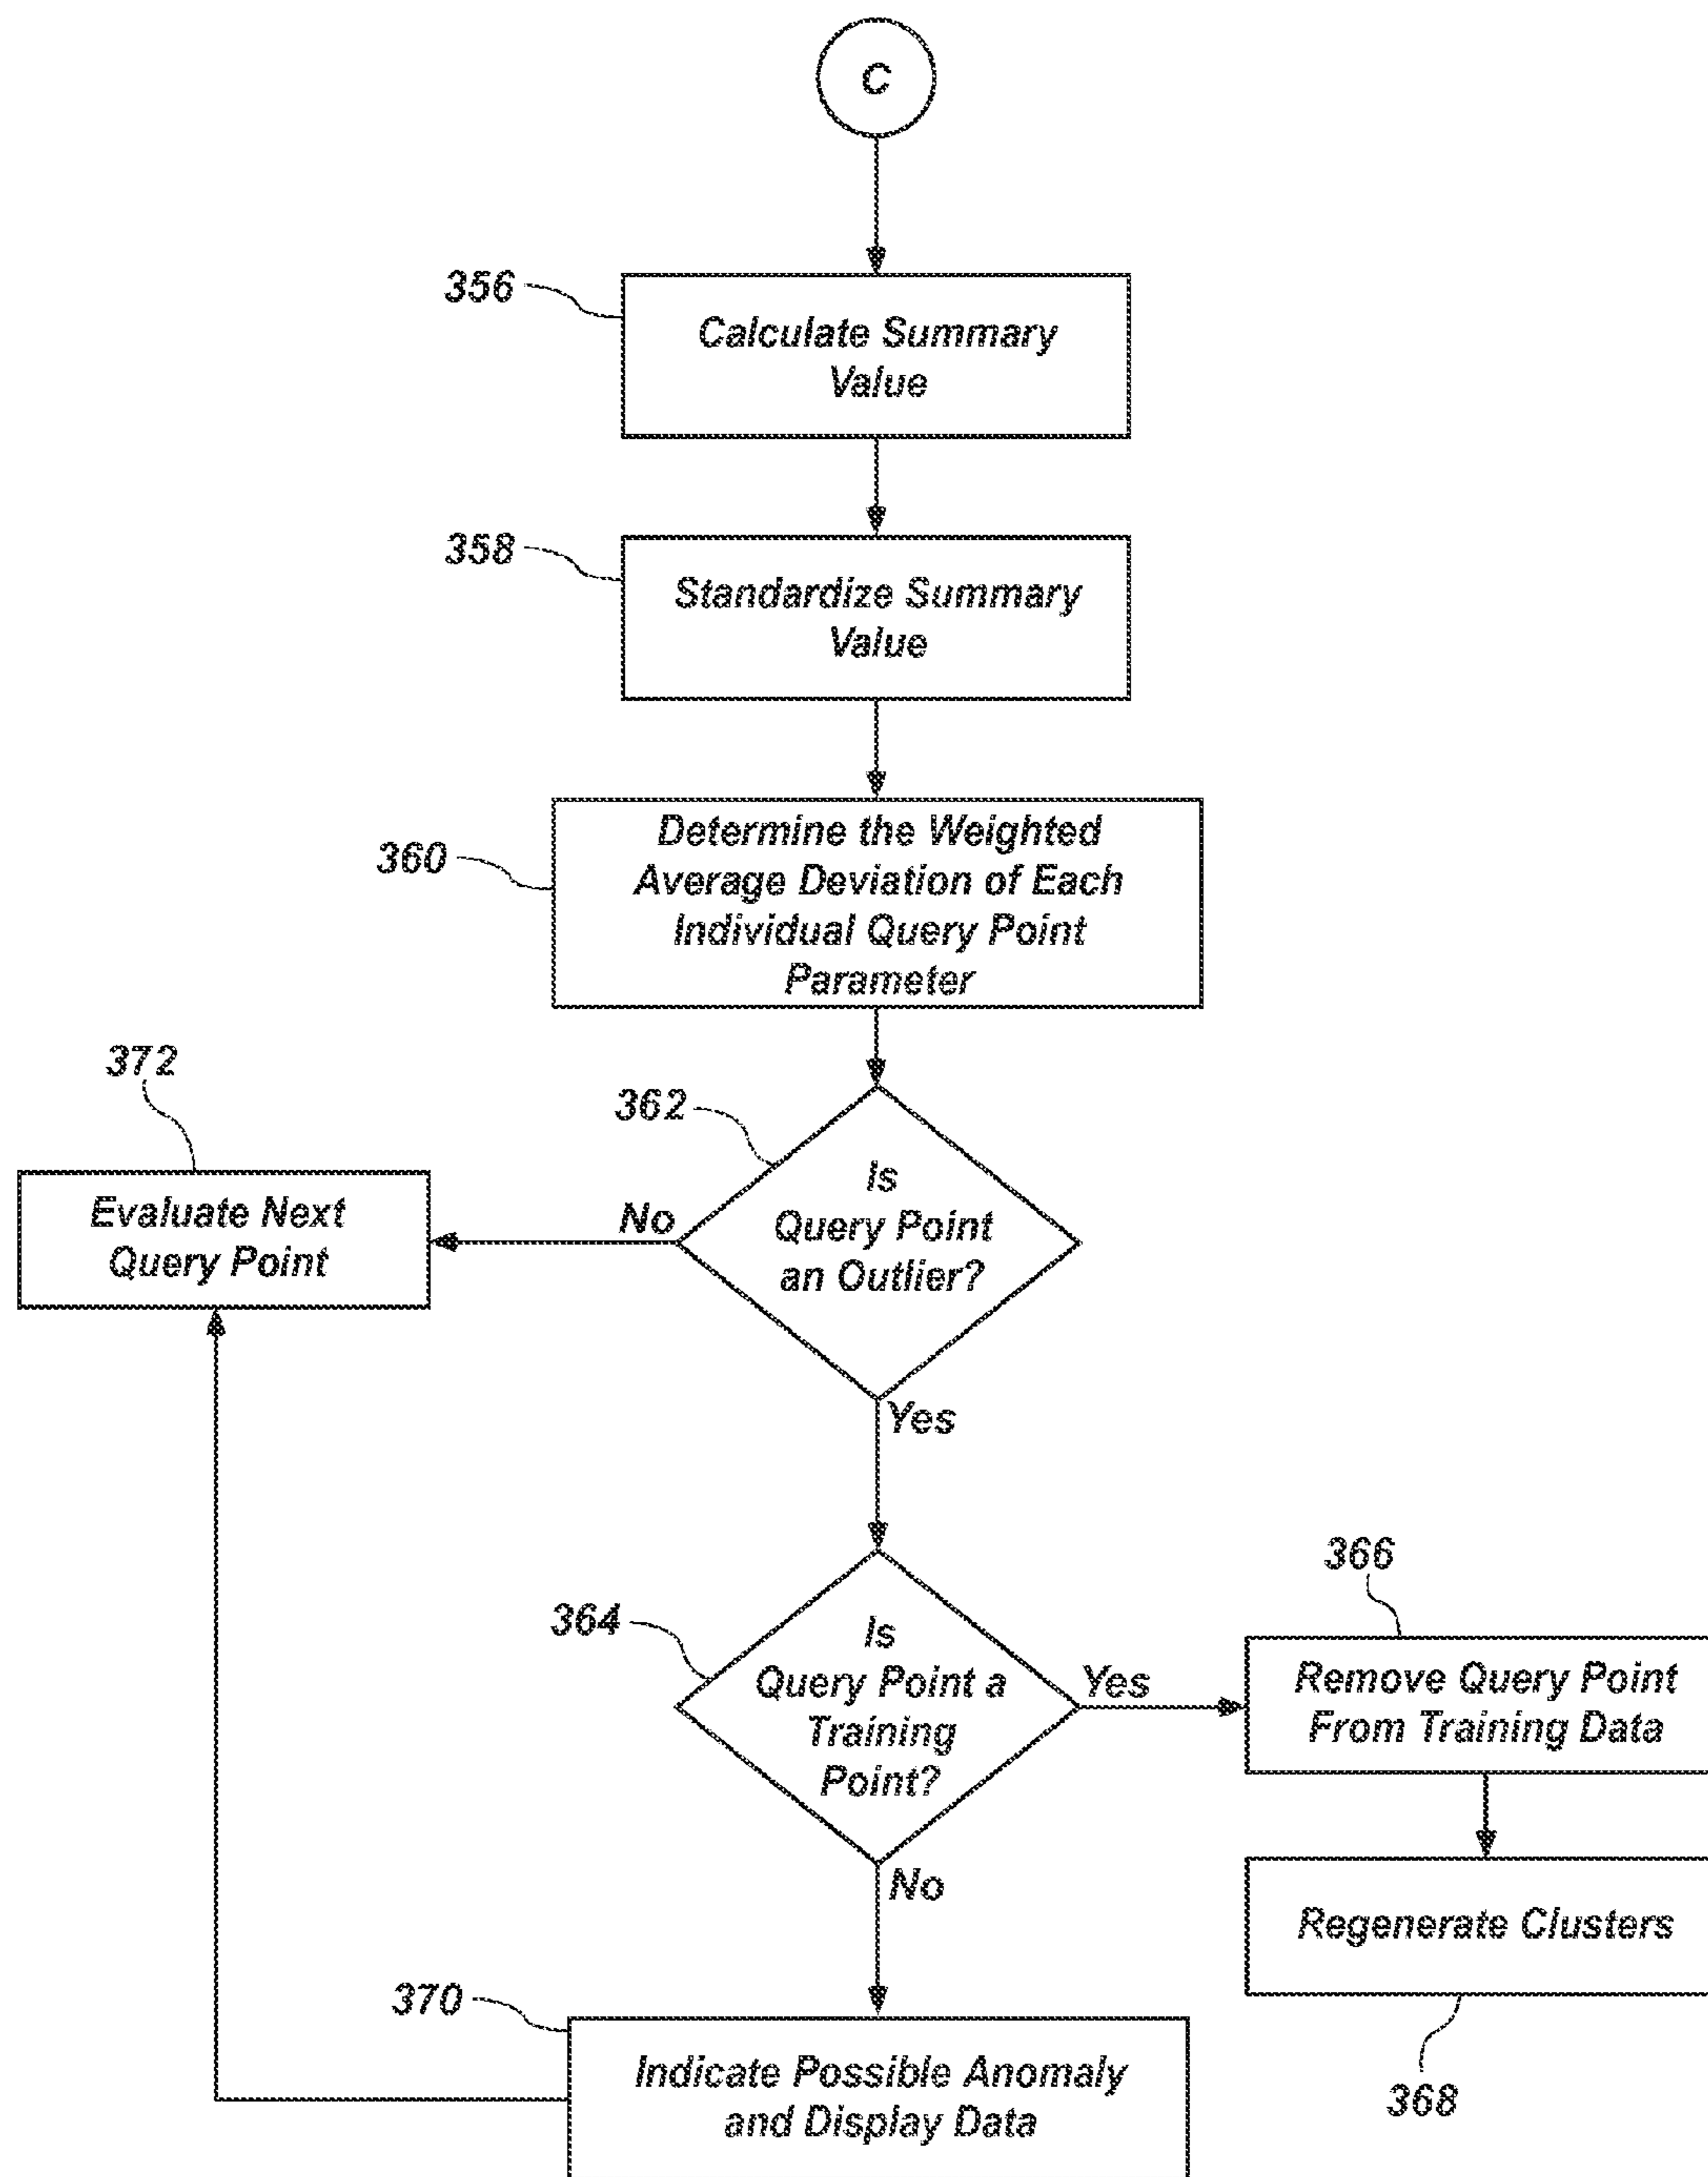 C
356
Calculate Summary
Value
358
Standardize Summary
Value
360
Determine the Weighted
Average Deviation of Each
Individual Query Point
Parameter
372
Evaluate Next
Query Point
362
Is
Query Point
an Outlier?
No
Yes
364
Is
Query Point a
Training
Point?
Yes
No
366
Remove Query Point
From Training Data
Regenerate Clusters
368
370
Indicate Possible Anomaly
and Display Data